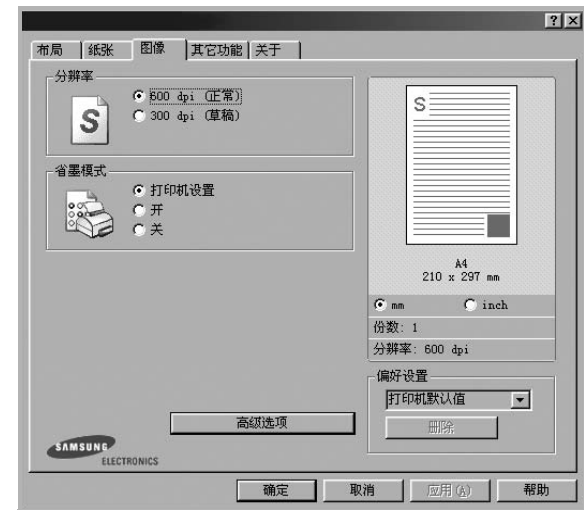 布局 紙张 图像 其它功能 关于
分辨率
600 dpi (正常)
300 dpi (草稿)
S
省墨模式
打印机设置
开
关
S
A4
210 x 297 mm
mm inch
份数: 1
分辨率: 600 dpi
偏好设置
打印机默认值
删除
高级选项
SAMSUNG
ELECTRONICS
确定 取消 应用(A) 帮助